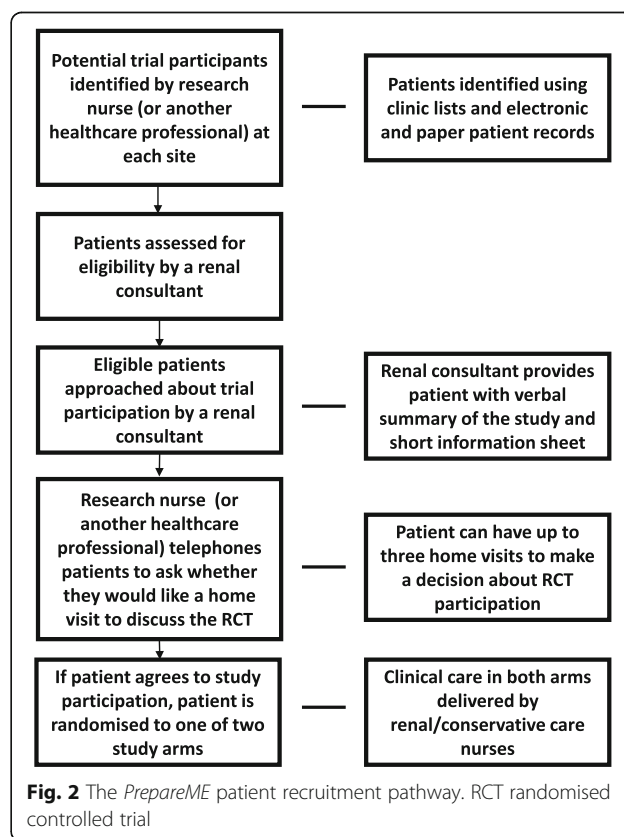 Potential trial participants
identified by research
nurse (or another
healthcare professional) at
each site
Patients identified using
clinic lists and electronic
and paper patient records
Patients assessed for
eligibility by a renal
consultant
Eligible patients
approached about trial
participation by a renal
consultant
Renal consultant provides
patient with verbal
summary of the study and
short information sheet
Research nurse (or
another healthcare
professional) telephones
patients to ask whether
they would like a home
visit to discuss the RCT
Patient can have up to
three home visits to make
a decision about RCT
participation
If patient agrees to study
participation, patient is
randomised to one of two
study arms
Clinical care in both arms
delivered by
renal/conservative care
nurses
Fig. 2 The PrepareME patient recruitment pathway. RCT randomised
controlled trial